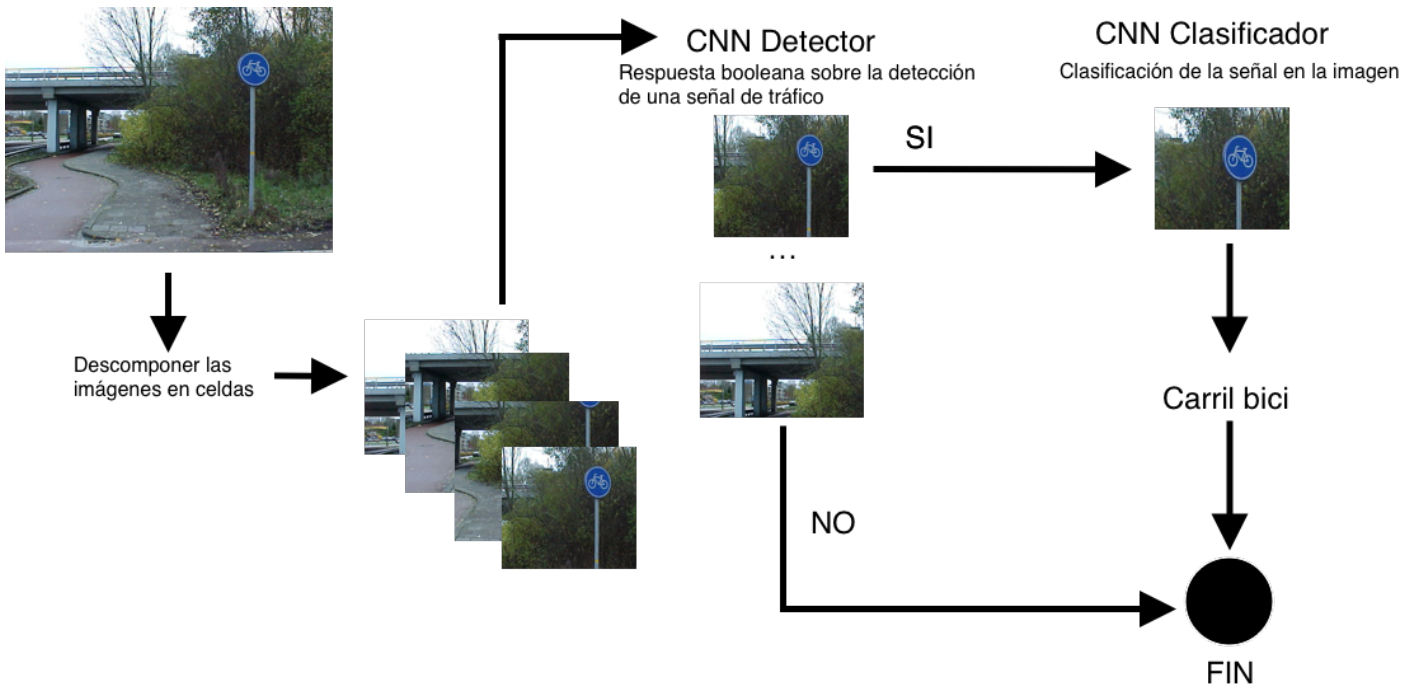 CNN Detector
Respuesta booleana sobre la detección
de una señal de tráfico
CNN Clasificador
Clasificación de la señal en la imagen
SI
...
Descomponer las
imágenes en celdas
Carril bici
NO
FIN